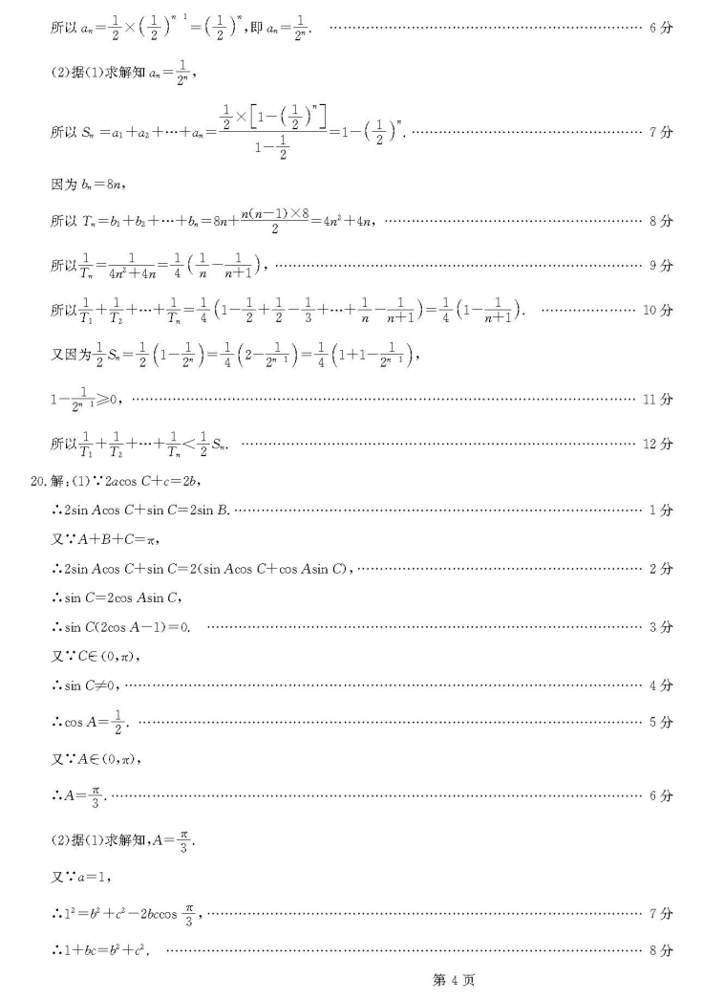 所以 aₙ=1/2×(1/2)ⁿ ¹=(1/2)ⁿ,即 aₙ=1/2ⁿ. ………… 6 分
(2)据(1)求解知 aₙ=1/2ⁿ,
所以 Sₙ=a₁+a₂+…+aₙ=(1/2×[1-(1/2)ⁿ])/(1-1/2)=1-(1/2)ⁿ. ………… 7 分
因为 bₙ=8n,
所以 Tₙ=b₁+b₂+…+bₙ=8n+n(n-1)×8/2=4n²+4n, ………… 8 分
所以1/Tₙ=1/(4n²+4n)=1/4(1/n-1/(n+1)), ………… 9 分
所以1/T₁+1/T₂+…+1/Tₙ=1/4(1-1/2+1/2-1/3+…+1/n-1/(n+1))=1/4(1-1/(n+1)). ………… 10 分
又因为1/2Sₙ=1/2(1-1/2ⁿ)=1/4(2-1/2ⁿ ¹)=1/4(1+1-1/2ⁿ ¹),
1-1/2ⁿ ¹≥0, ………… 11 分
所以1/T₁+1/T₂+…+1/Tₙ<1/2Sₙ. ………… 12 分
20.解:(1)∵2acos C+c=2b,
∴2sin Acos C+sin C=2sin B. ………… 1 分
又∵A+B+C=π,
∴2sin Acos C+sin C=2(sin Acos C+cos Asin C), ………… 2 分
∴sin C=2cos Asin C,
∴sin C(2cos A-1)=0. ………… 3 分
又∵C∈(0,π),
∴sin C≠0, ………… 4 分
∴cos A=1/2. ………… 5 分
又∵A∈(0,π),
∴A=π/3. ………… 6 分
(2)据(1)求解知,A=π/3.
又∵a=1,
∴1²=b²+c²-2bccos π/3, ………… 7 分
∴1+bc=b²+c². ………… 8 分
第 4 页